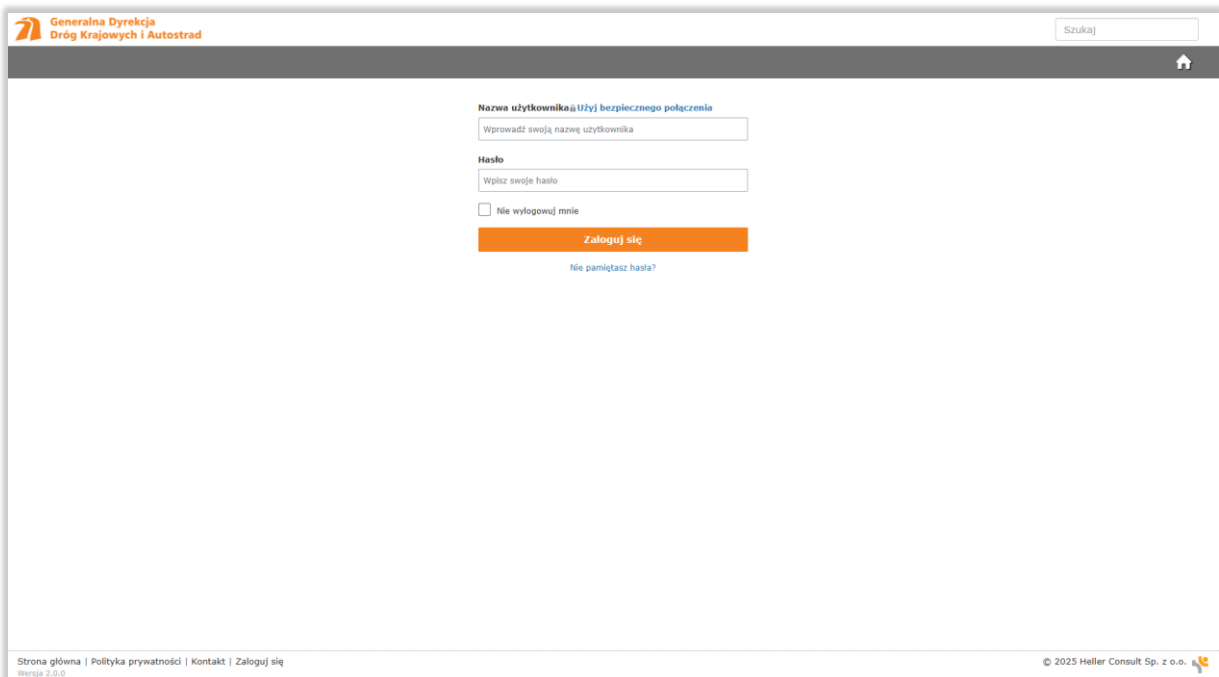 Generalna Dyrekcja
Dróg Krajowych i Autostrad
Szukaj
Nazwa użytkownika Użyj bezpiecznego połączenia
Wprowadź swoją nazwę użytkownika
Hasło
Wpisz swoje hasło
Nie wylogowuj mnie
Zaloguj się
Nie pamiętasz hasła?
Strona główna | Polityka prywatności | Kontakt | Zaloguj się
© 2025 Heller Consult Sp. z o.o.
Wersja 2.0.0